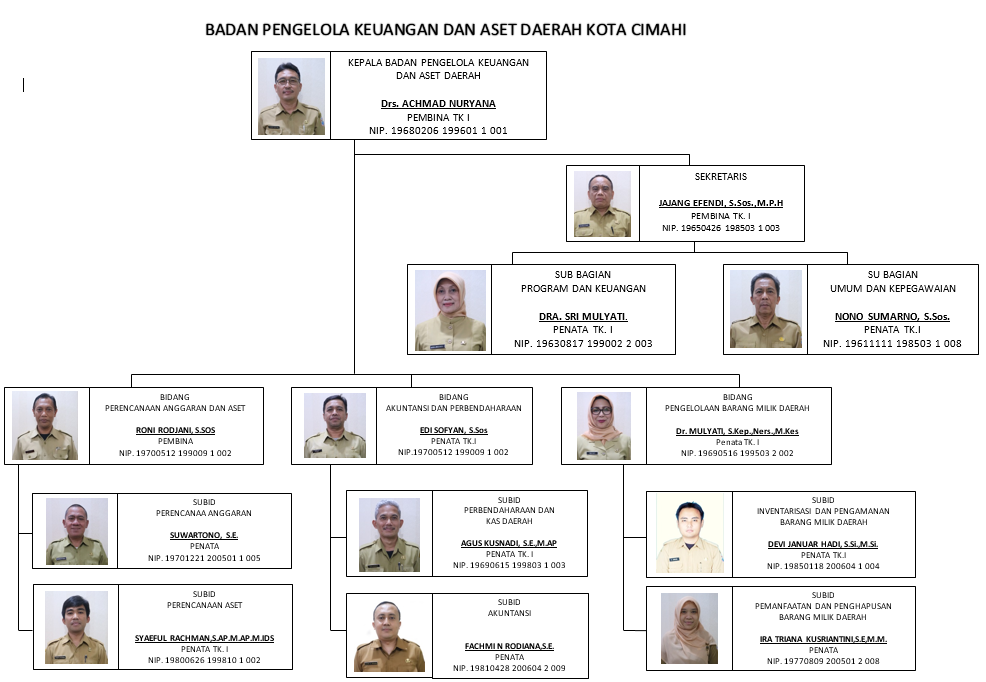 BADAN PENGELOLA KEUANGAN DAN ASET DAERAH KOTA CIMAHI
KEPALA BADAN PENGELOLA KEUANGAN
DAN ASET DAERAH
Drs. ACHMAD NURYANA
PEMBINA TK I
NIP. 19680206 199601 1 001
SEKRETARIS
JAJANG EFENDI, S.Sos.,M.P.H
PEMBINA TK. I
NIP. 19650426 198503 1 003
SUB BAGIAN
PROGRAM DAN KEUANGAN
DRA. SRI MULYATI.
PENATA TK. I
NIP. 19630817 199002 2 003
SU BAGIAN
UMUM DAN KEPEGAWAIAN
NONO SUMARNO, S.Sos.
PENATA TK.I
NIP. 19611111 198503 1 008
BIDANG
PERENCANAAN ANGGARAN DAN ASET
RONI RODJANI, S.SOS
PEMBINA
NIP. 19700512 199009 1 002
BIDANG
AKUNTANSI DAN PERBENDAHARAAN
EDI SOFYAN, S.Sos
PENATA TK.I
NIP.19700512 199009 1 002
BIDANG
PENGELOLAAN BARANG MILIK DAERAH
Dr. MULYATI, S.Kep.,Ners.,M.Kes
Penata TK. I
NIP. 19690516 199503 2 002
SUBID
PERENCANAA ANGGARAN
SUWARTONO, S.E.
PENATA
NIP. 19701221 200501 1 005
SUBID
PERBENDAHARAAN DAN
KAS DAERAH
AGUS KUSNADI, S.E.,M.AP
PENATA TK. I
NIP. 19690615 199803 1 003
SUBID
INVENTARISASI DAN PENGAMANAN
BARANG MILIK DAERAH
DEVI JANUAR HADI, S.Si.,M.Si.
PENATA TK.I
NIP. 19850118 200604 1 004
SUBID
PERENCANAAN ASET
SYAEFUL RACHMAN,S.AP.M.AP.M.IDS
PENATA TK. I
NIP. 19800626 199810 1 002
SUBID
AKUNTANSI
FACHMI N RODIANA,S.E.
PENATA
NIP. 19810428 200604 2 009
SUBID
PEMANFAATAN DAN PENGHAPUSAN
BARANG MILIK DAERAH
IRA TRIANA KUSRIANTINI,S.E,M.M.
PENATA
NIP. 19770809 200501 2 008